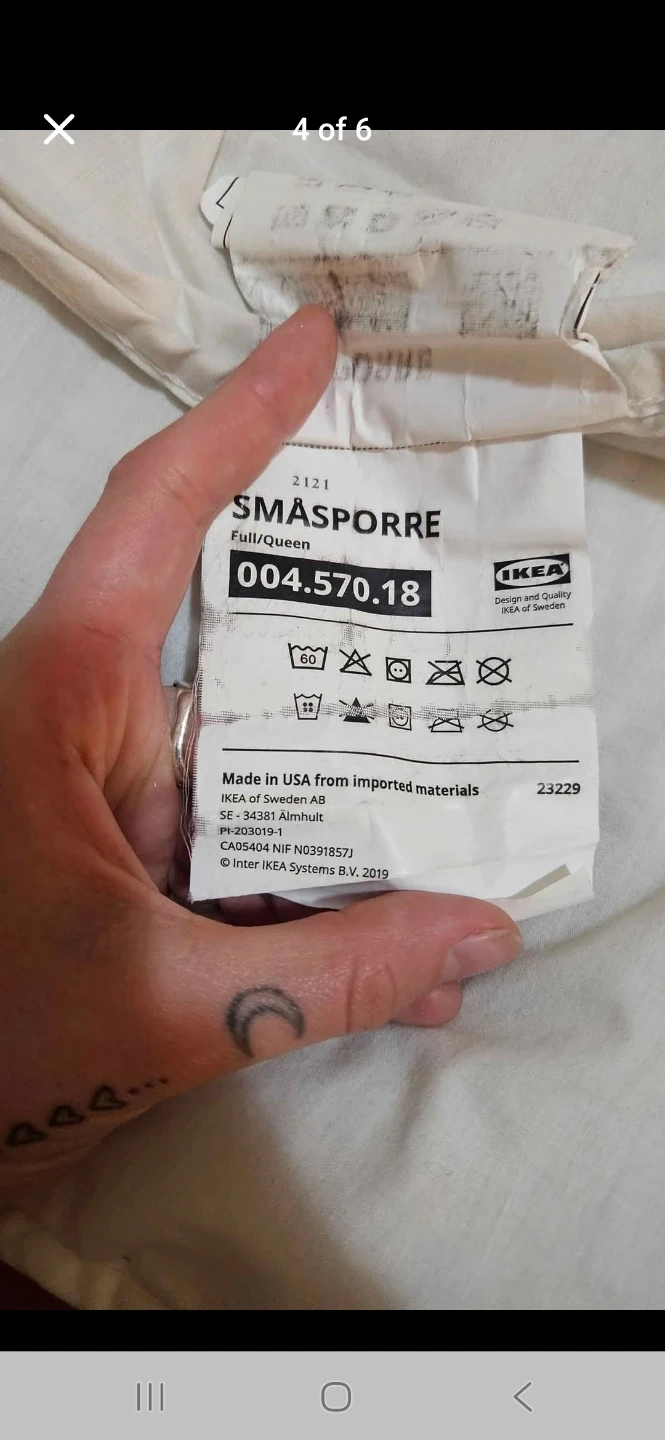 4 of 6
2121
SMÅSPORRE
Full/Queen
004.570.18
IKEA
Design and Quality
IKEA of Sweden
60
Made in USA from imported materials
23229
IKEA of Sweden AB
SE - 34381 Älmhult
PI-203019-1
CA05404 NIF N0391857J
© Inter IKEA Systems B.V. 2019